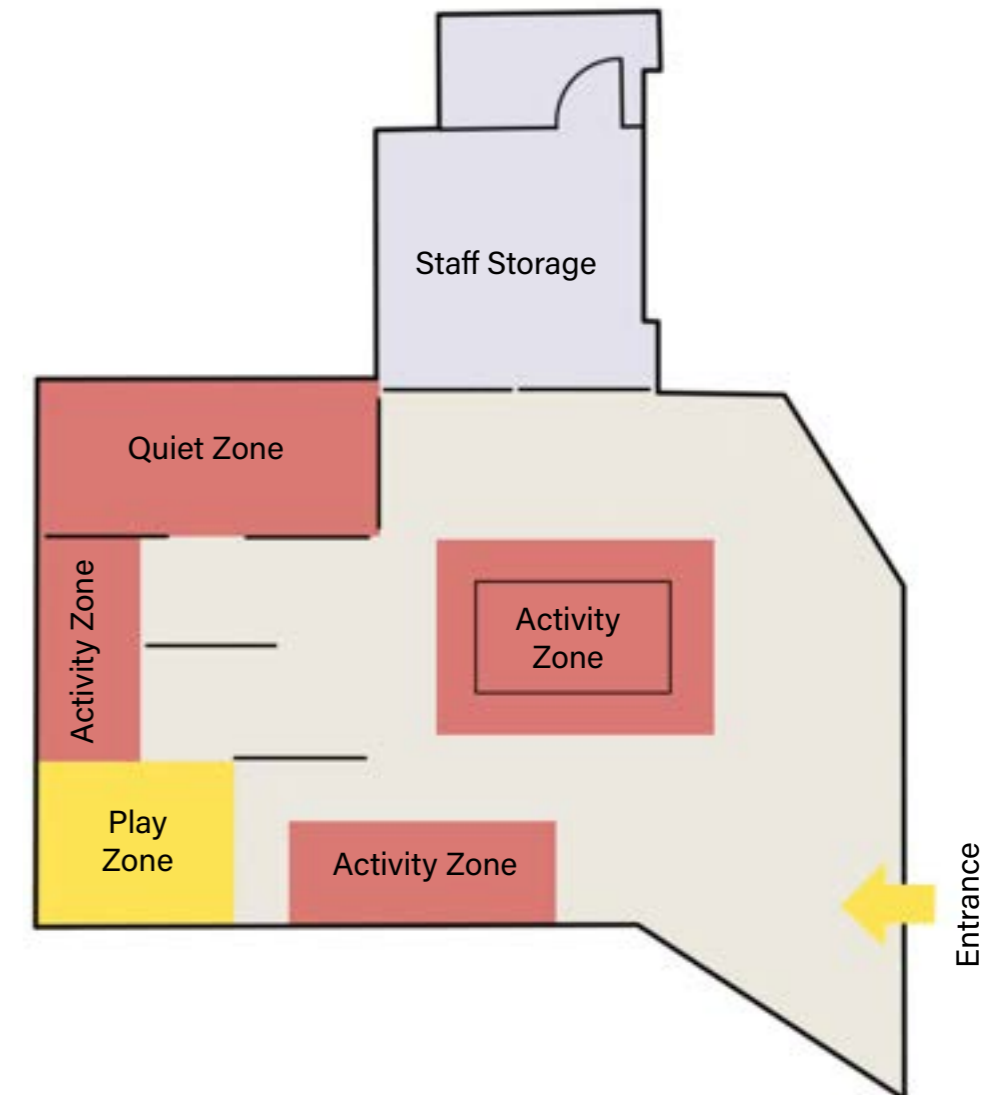 Staff Storage
Quiet Zone
Activity Zone
Activity
Zone
Play
Zone
Activity Zone
Entrance